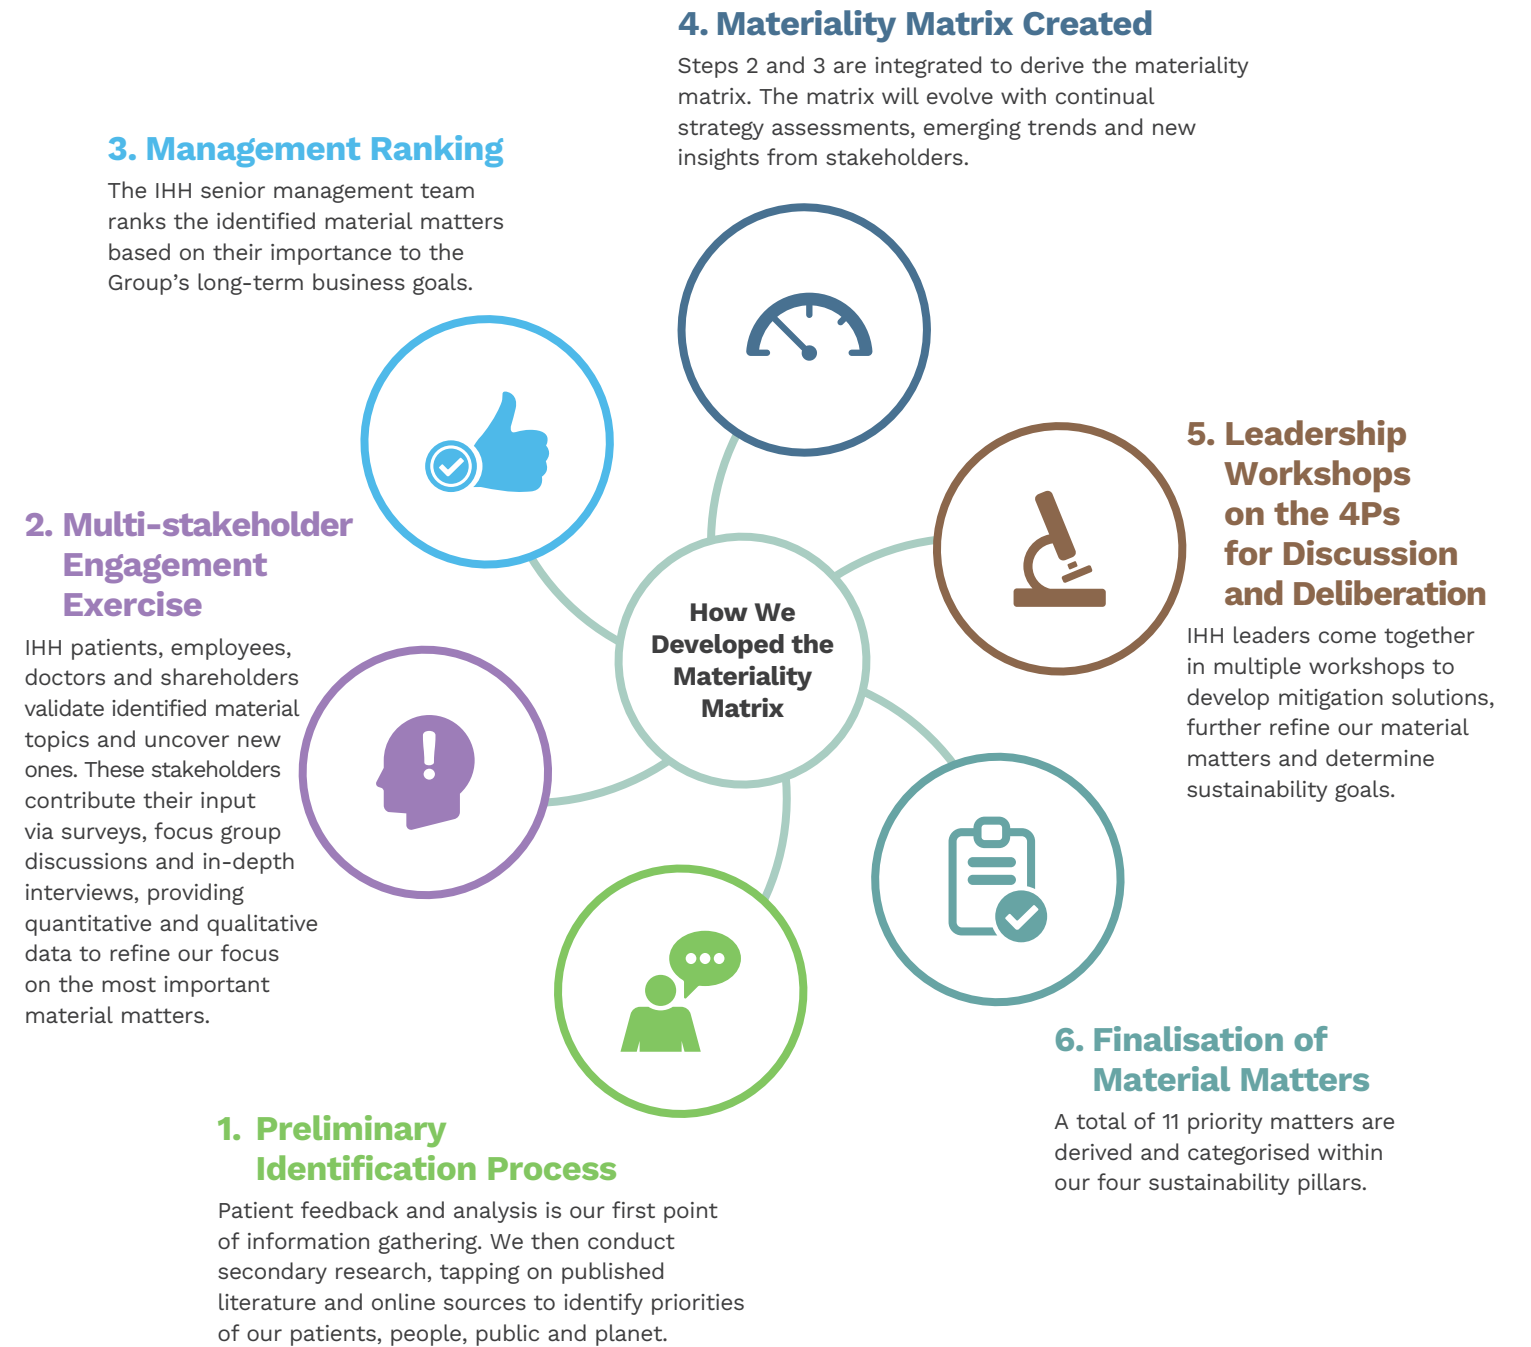 4. Materiality Matrix Created
Steps 2 and 3 are integrated to derive the materiality
matrix. The matrix will evolve with continual
strategy assessments, emerging trends and new
insights from stakeholders.
3. Management Ranking
The IHH senior management team
ranks the identified material matters
based on their importance to the
Group’s long-term business goals.
5. Leadership
Workshops
on the 4Ps
for Discussion
and Deliberation
IHH leaders come together
in multiple workshops to
develop mitigation solutions,
further refine our material
matters and determine
sustainability goals.
2. Multi-stakeholder
Engagement
Exercise
IHH patients, employees,
doctors and shareholders
validate identified material
topics and uncover new
ones. These stakeholders
contribute their input
via surveys, focus group
discussions and in-depth
interviews, providing
quantitative and qualitative
data to refine our focus
on the most important
material matters.
How We
Developed the
Materiality
Matrix
6. Finalisation of
Material Matters
A total of 11 priority matters are
derived and categorised within
our four sustainability pillars.
1. Preliminary
Identification Process
Patient feedback and analysis is our first point
of information gathering. We then conduct
secondary research, tapping on published
literature and online sources to identify priorities
of our patients, people, public and planet.